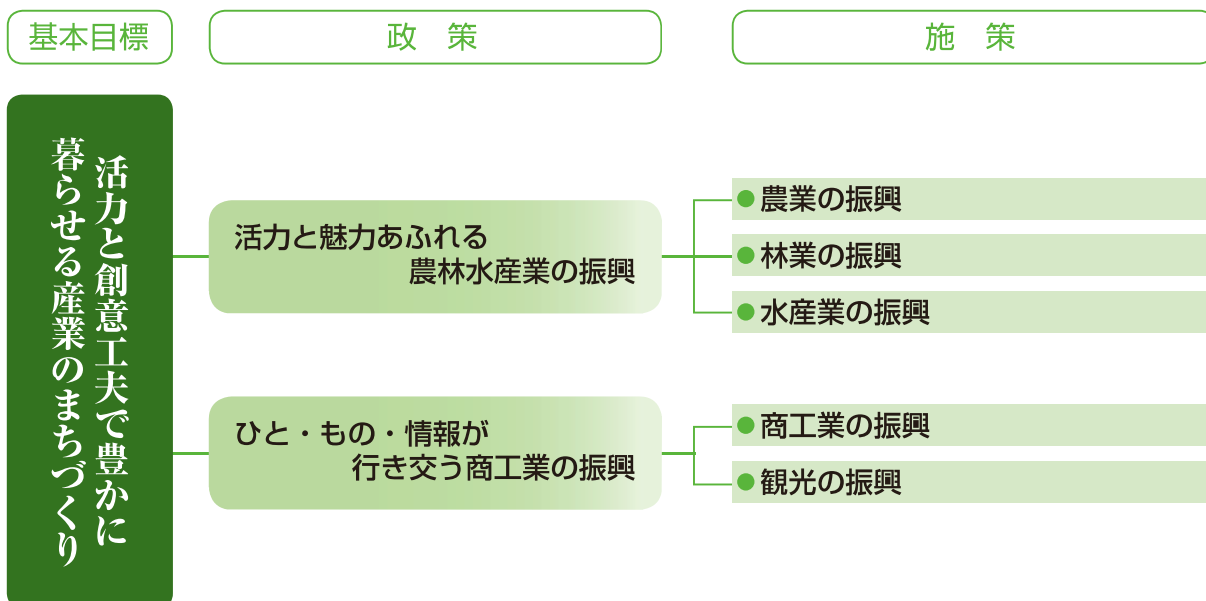 基本目標
政　策
施　策
活力と創意工夫で豊かに
暮らせる産業のまちづくり
活力と魅力あふれる
農林水産業の振興
●農業の振興
●林業の振興
●水産業の振興
ひと・もの・情報が
行き交う商工業の振興
●商工業の振興
●観光の振興